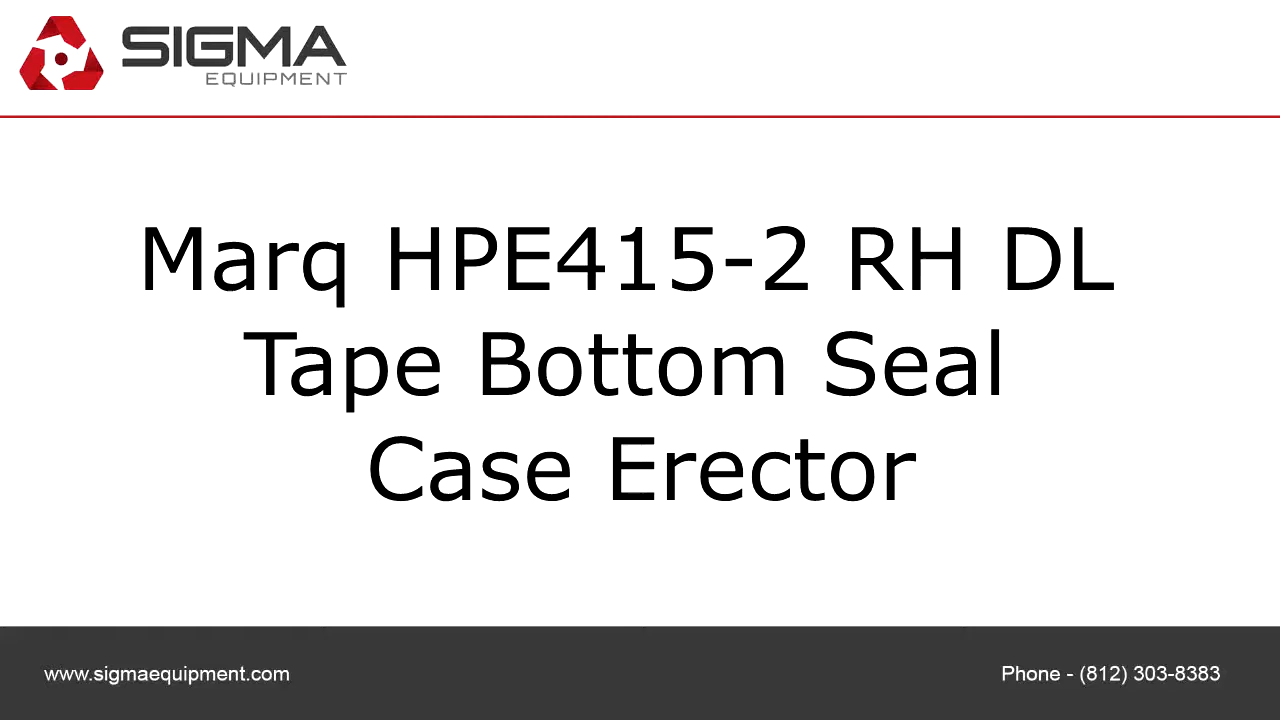 SIGMA
EQUIPMENT
Marq HPE415-2 RH DL
Tape Bottom Seal
Case Erector
www.sigmaequipment.com
Phone - (812) 303-8383